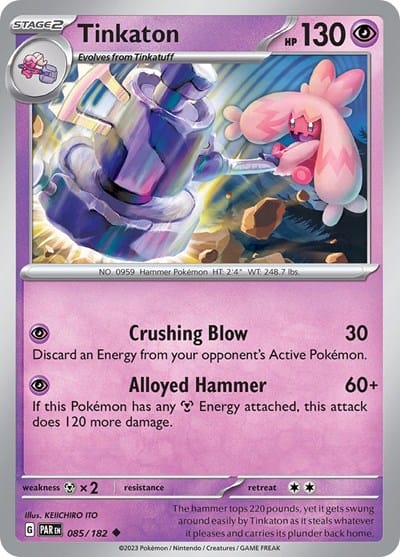 STAGE2 Tinkaton HP 130
Evolves from Tinkatuff
NO. 0959 Hammer Pokémon HT: 2'4" WT: 248.7 lbs.
Crushing Blow 30
Discard an Energy from your opponent's Active Pokémon.
Alloyed Hammer 60+
If this Pokémon has any Energy attached, this attack
does 120 more damage.
weakness ×2 resistance retreat
Illus. KEIICHIRO ITO
G PAR EN 085/182
The hammer tops 220 pounds, yet it gets swung
around easily by Tinkaton as it steals whatever
it pleases and carries its plunder back home.
©2023 Pokémon / Nintendo / Creatures / GAME FREAK